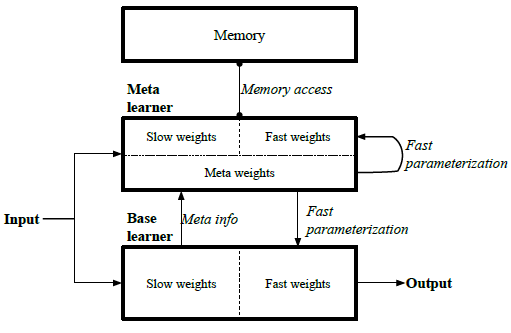 Memory
Meta
learner
Memory access
Slow weights
Fast weights
Meta weights
Fast
parameterization
Input
Base
learner
Meta info
Fast
parameterization
Slow weights
Fast weights
Output